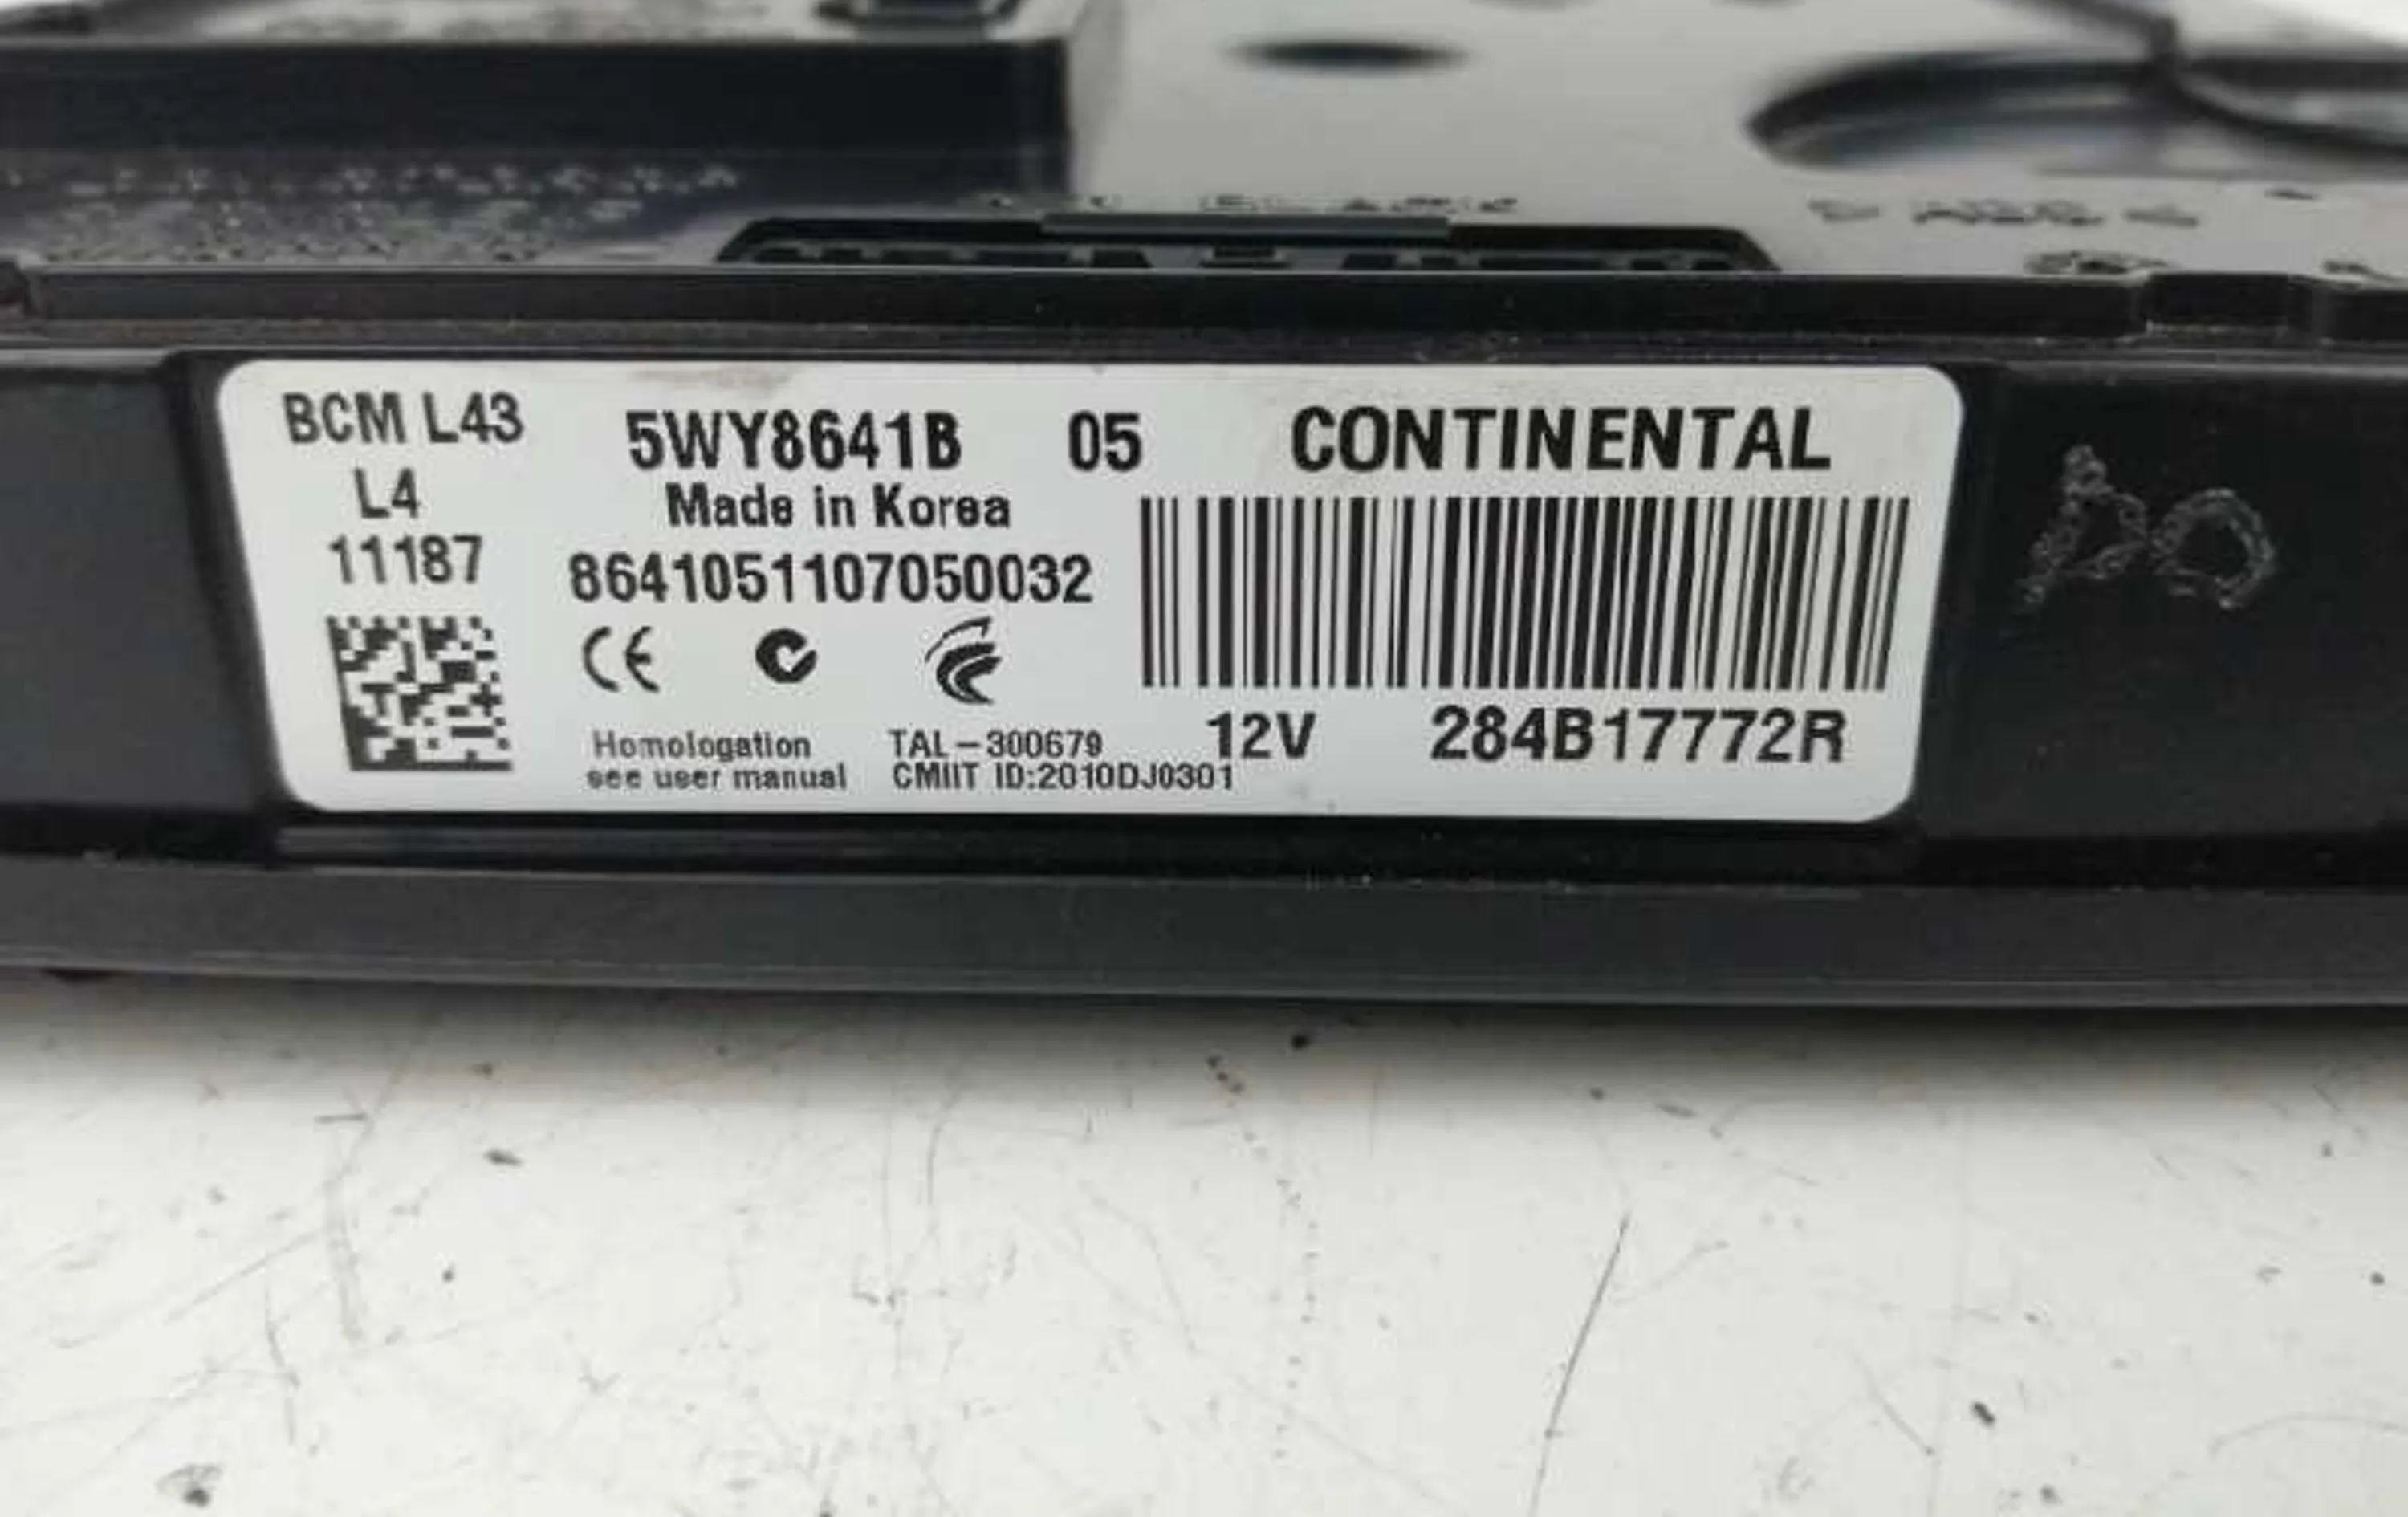 BCM L43
L4
11187
5WY8641B 05
Made in Korea
8641051107050032
CE
Homologation
see user manual
TAL-300679
CMIIT ID:2010DJ0301
CONTINENTAL
12V 284B17772R